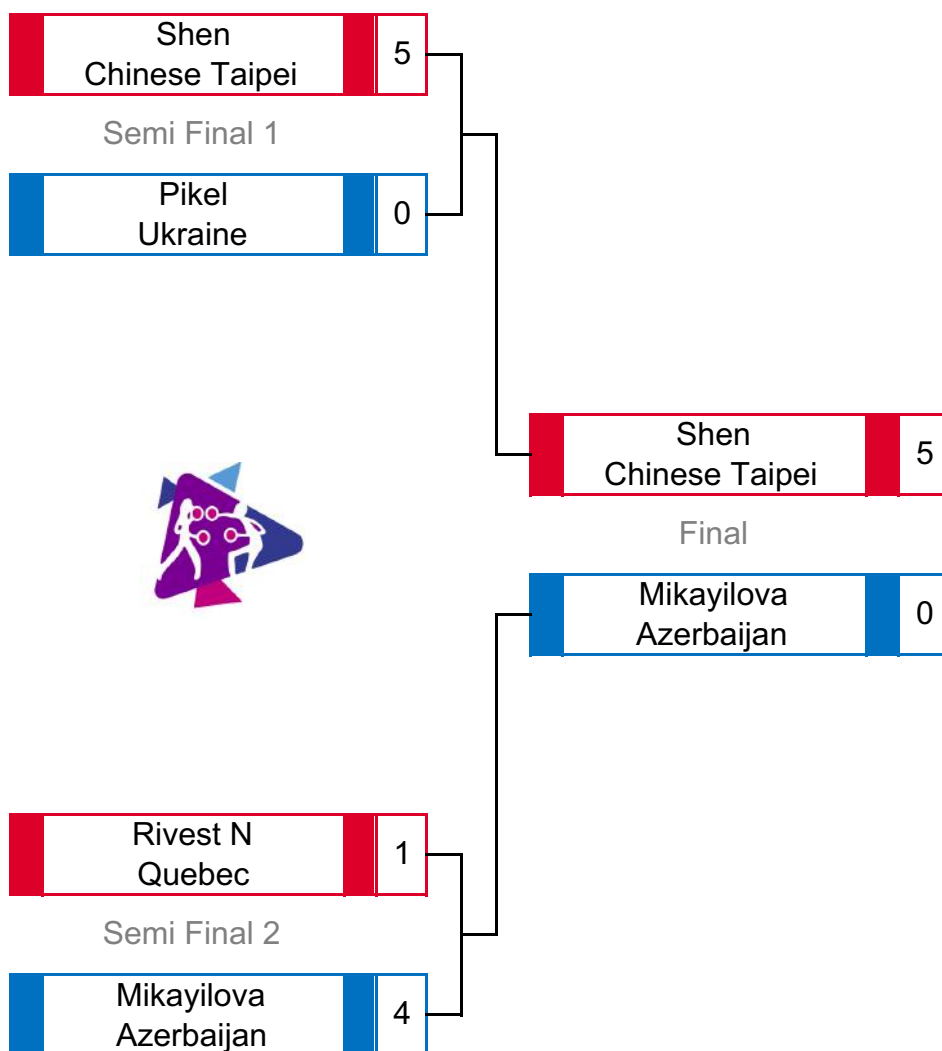 Shen
Chinese Taipei
5
Semi Final 1
Pikel
Ukraine
0
Shen
Chinese Taipei
5
Final
Mikayilova
Azerbaijan
0
Rivest N
Quebec
1
Semi Final 2
Mikayilova
Azerbaijan
4